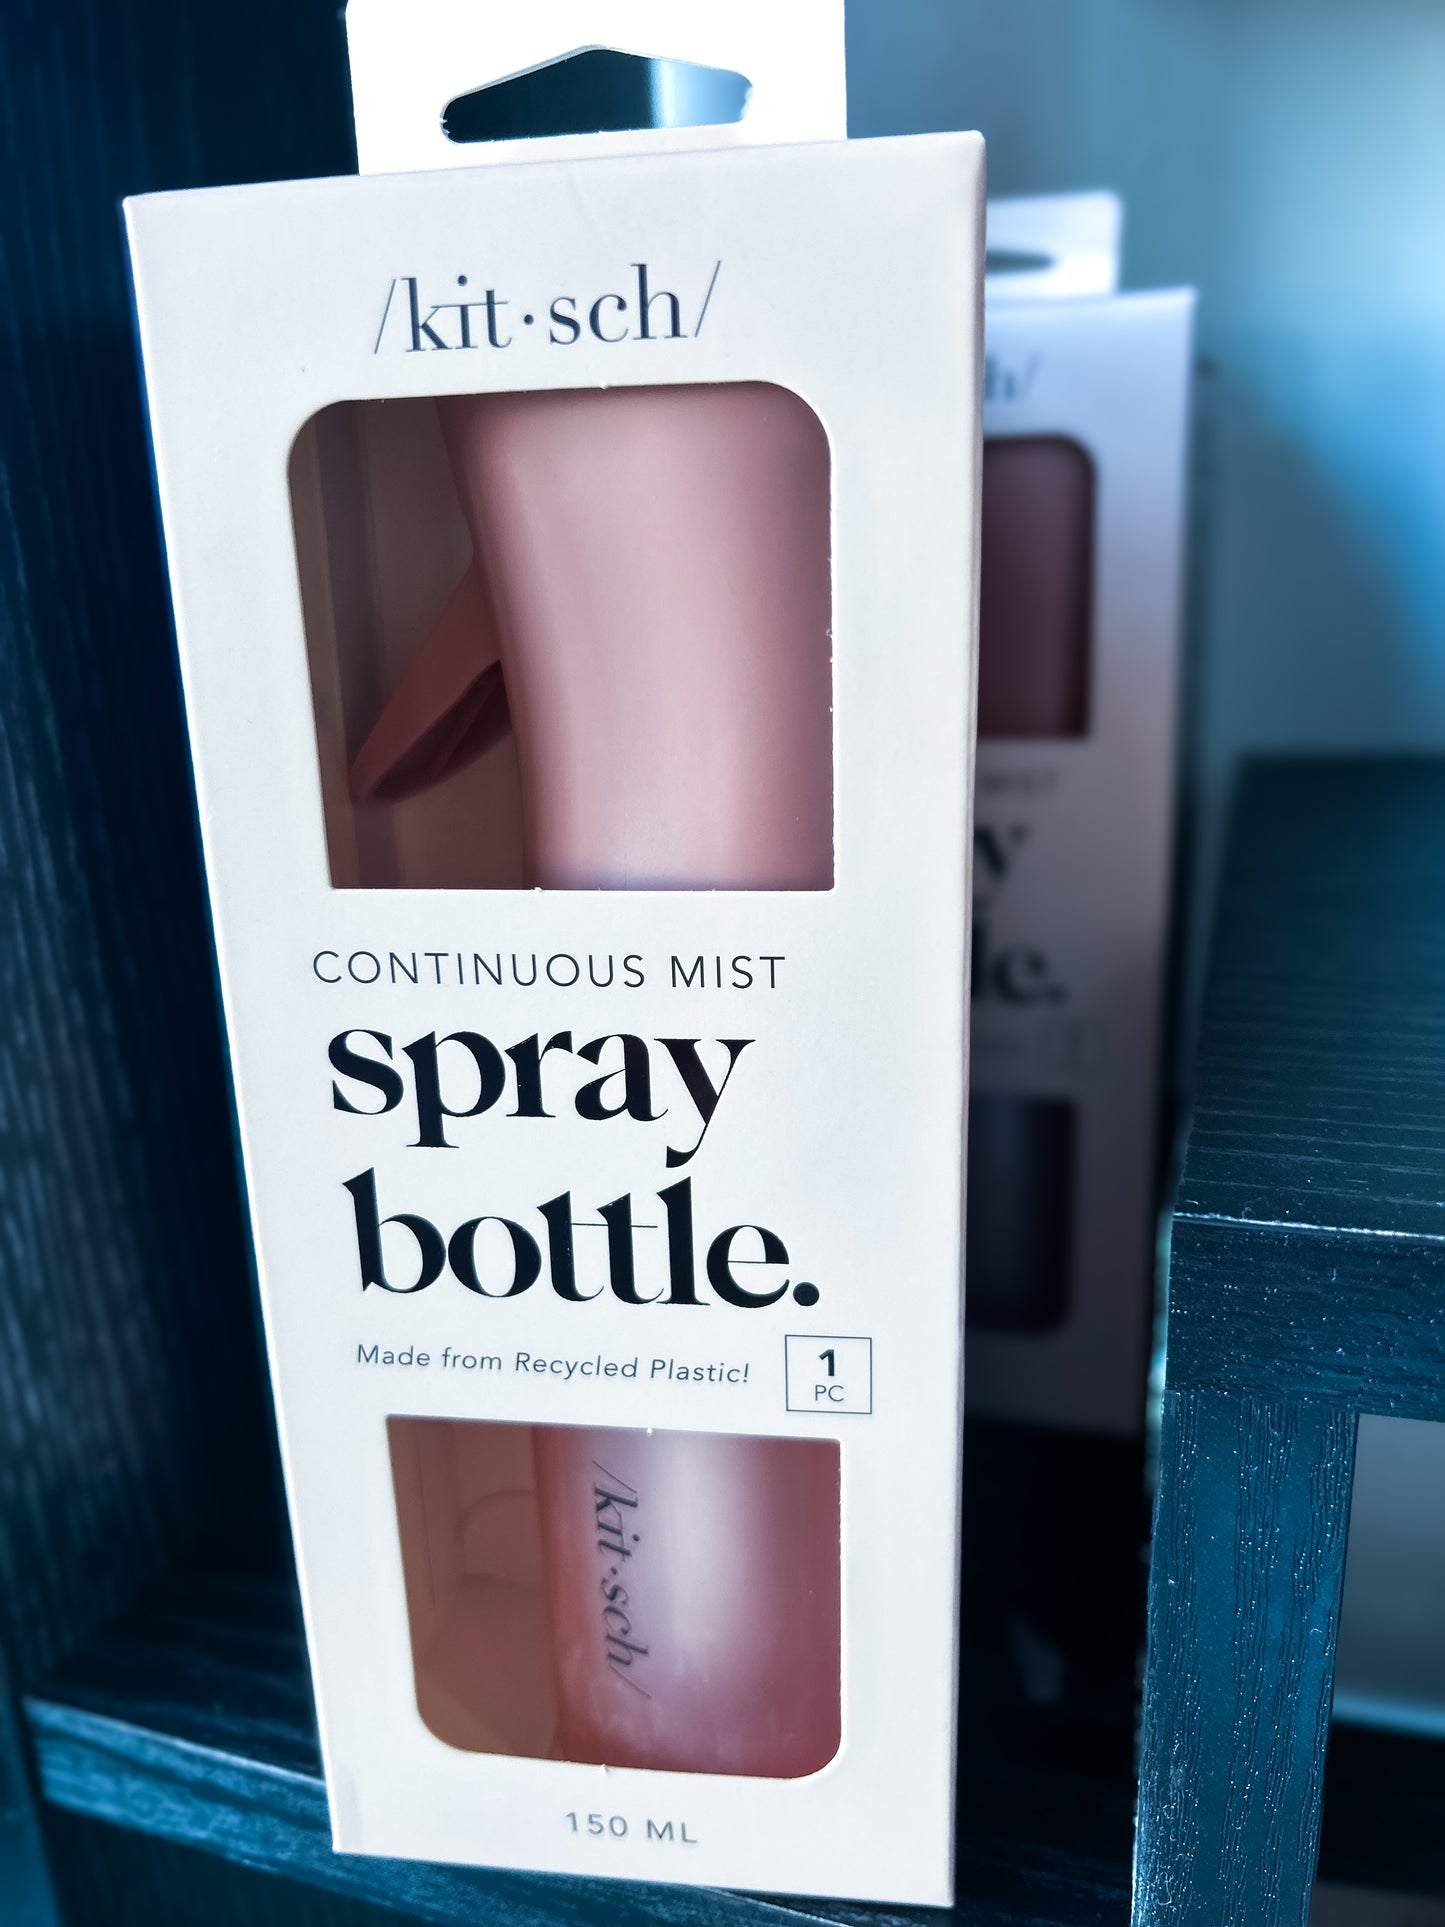 /kit·sch/
CONTINUOUS MIST
spray
bottle.
Made from Recycled Plastic!
1
PC
/kit·sch/
150 ML